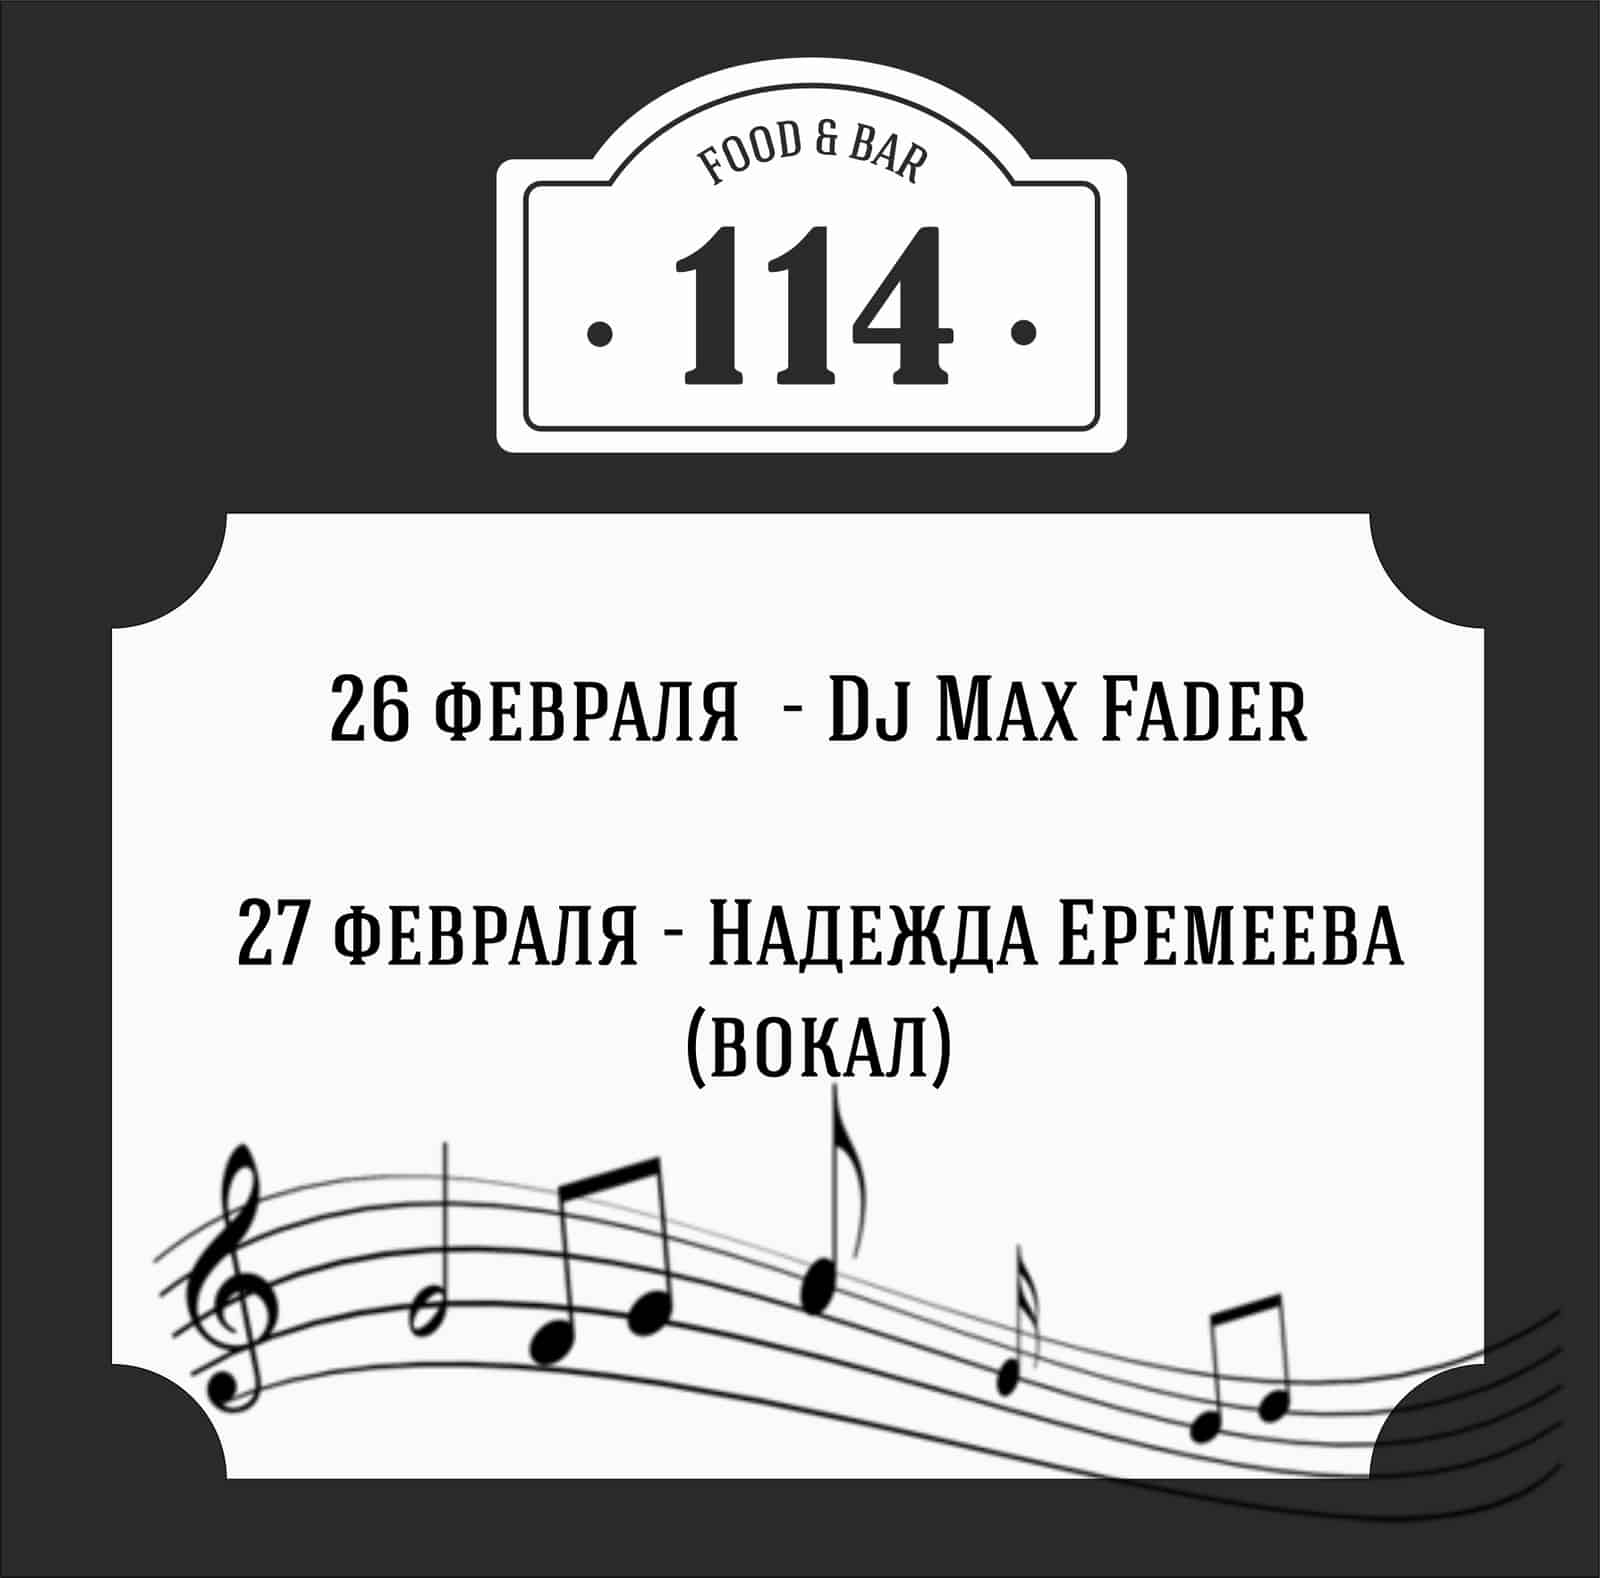 FOOD & BAR
· 114 ·
26 февраля - Dj Max Fader
27 февраля - Надежда Еремеева
(вокал)